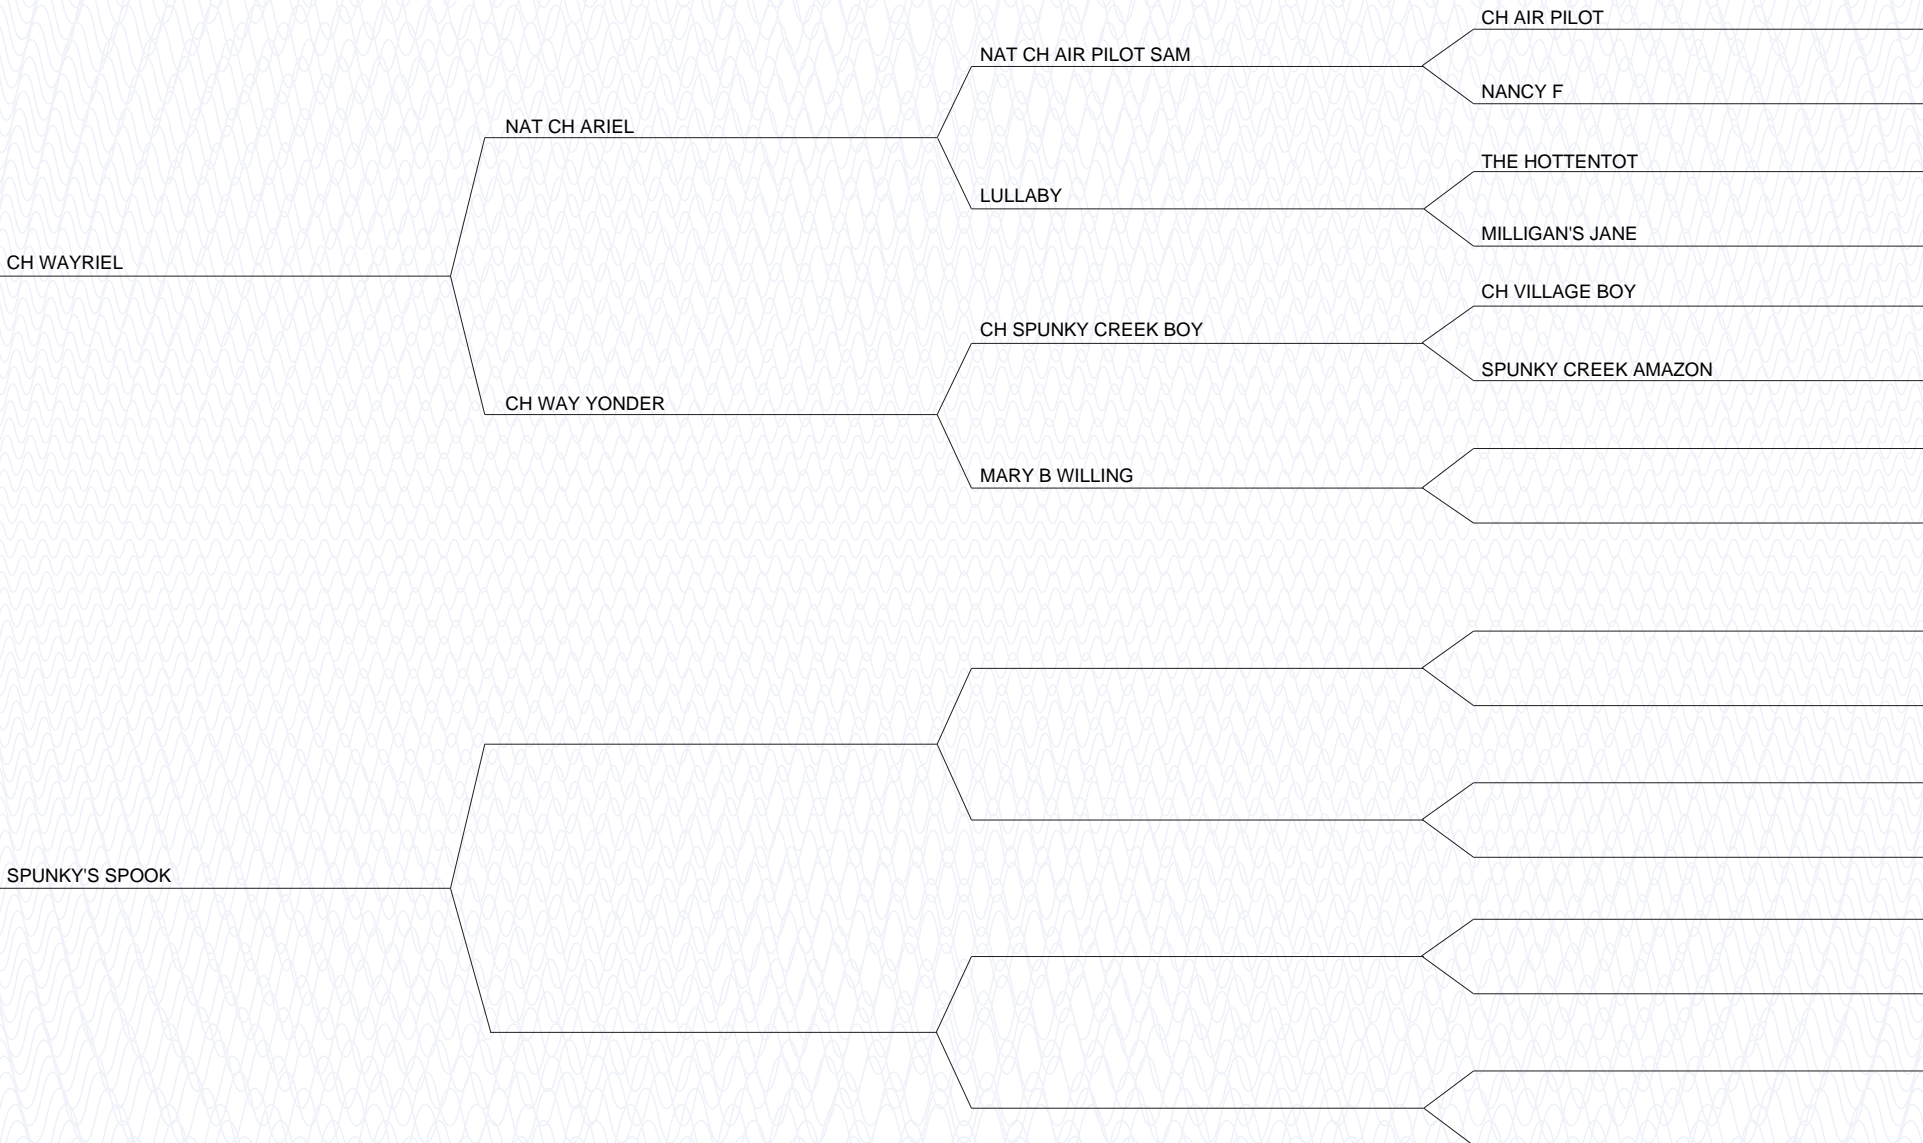 CH AIR PILOT
NAT CH AIR PILOT SAM
NANCY F
NAT CH ARIEL
THE HOTTENTOT
LULLABY
MILLIGAN'S JANE
CH WAYRIEL
CH VILLAGE BOY
CH SPUNKY CREEK BOY
SPUNKY CREEK AMAZON
CH WAY YONDER
MARY B WILLING
SPUNKY'S SPOOK